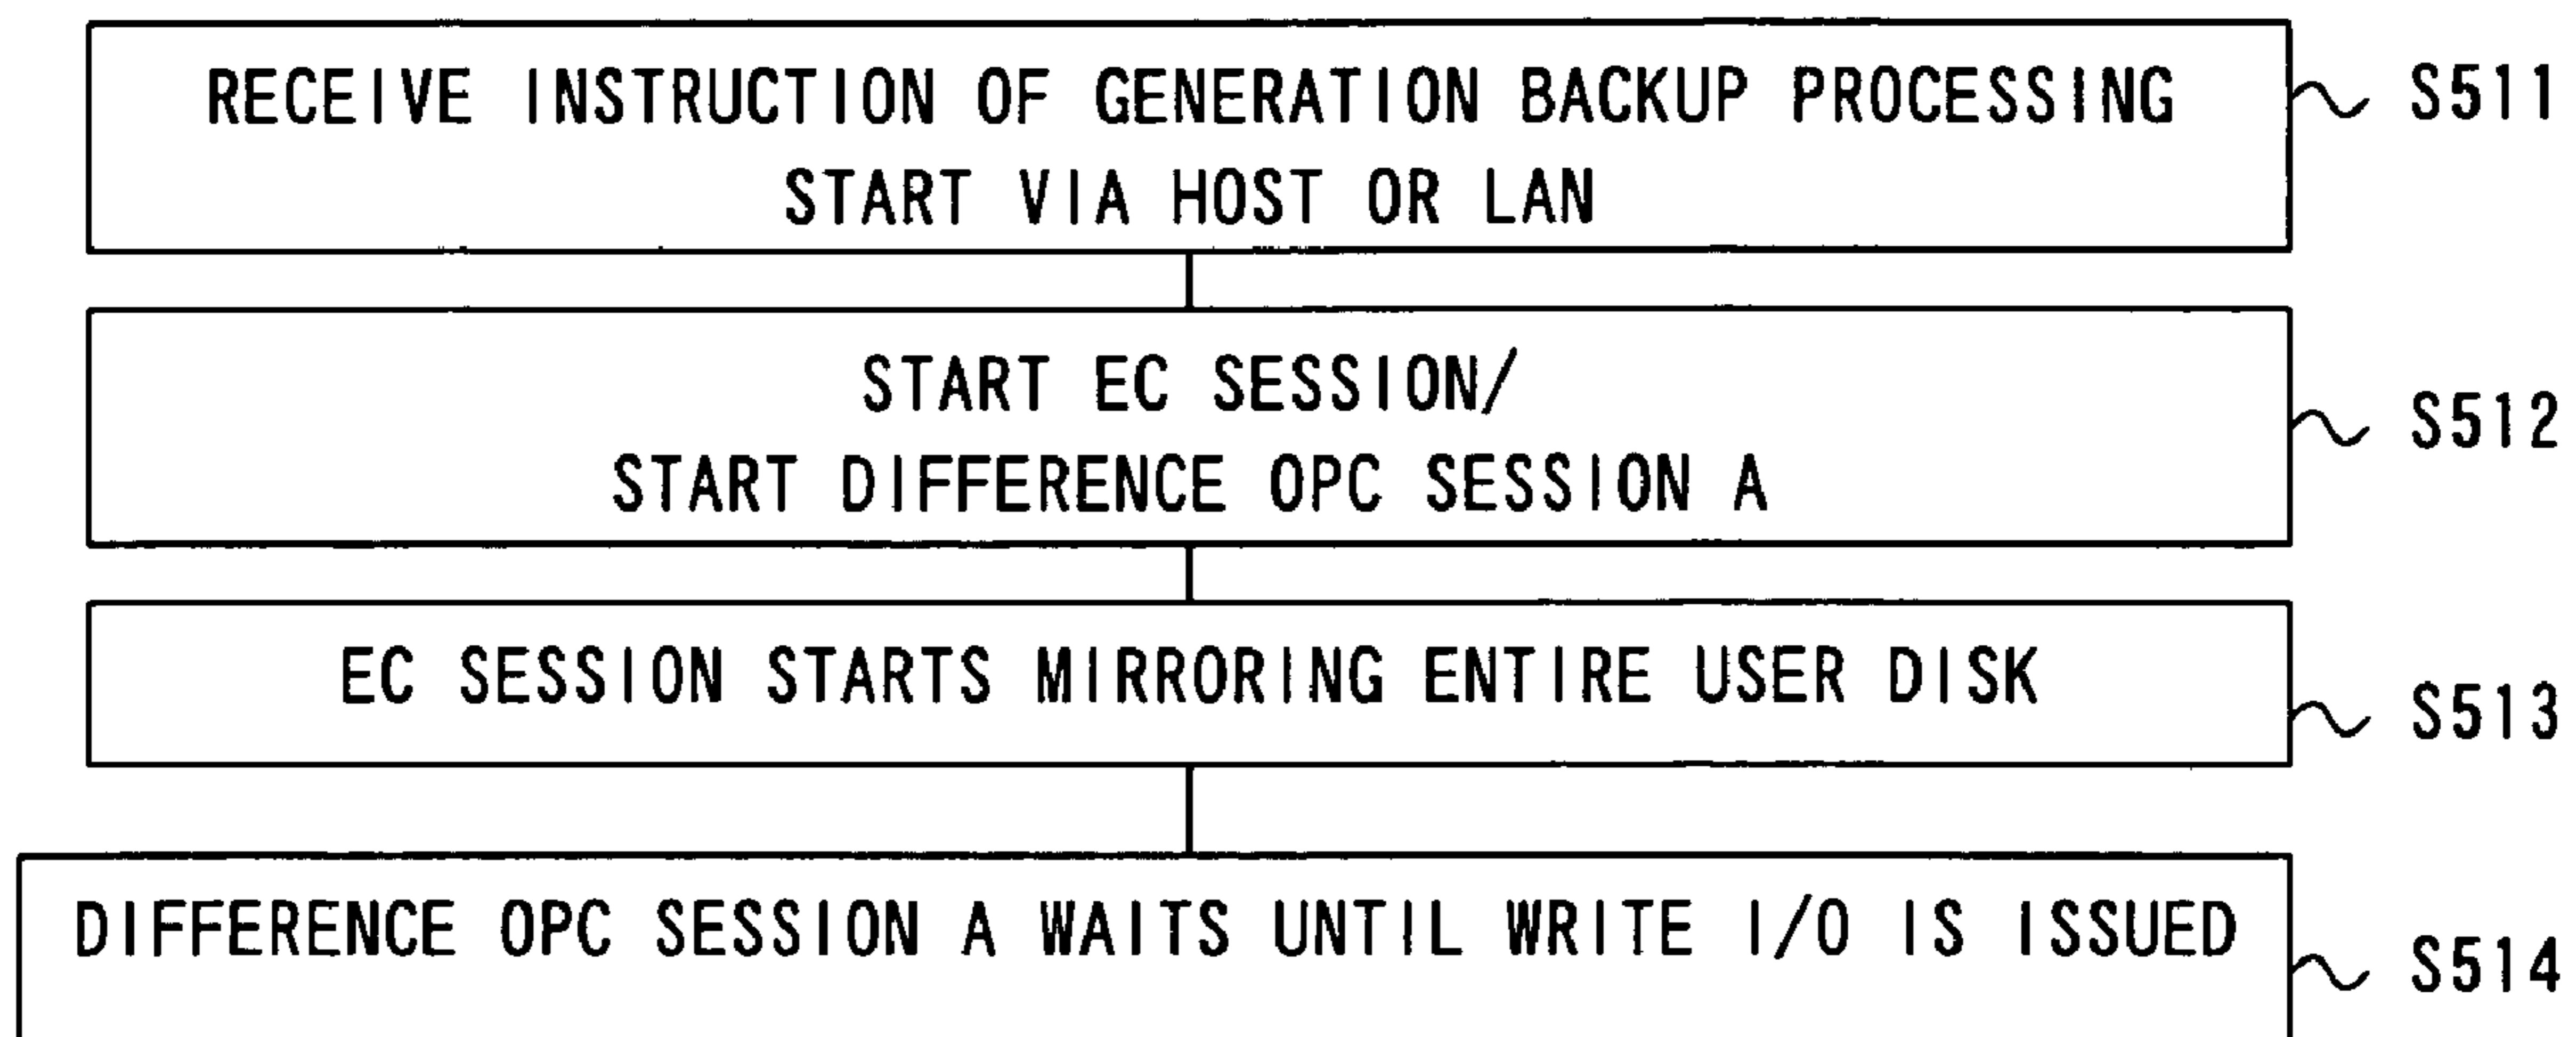 RECEIVE INSTRUCTION OF GENERATION BACKUP PROCESSING
START VIA HOST OR LAN
S511
START EC SESSION/
START DIFFERENCE OPC SESSION A
S512
EC SESSION STARTS MIRRORING ENTIRE USER DISK
S513
DIFFERENCE OPC SESSION A WAITS UNTIL WRITE I/O IS ISSUED
S514